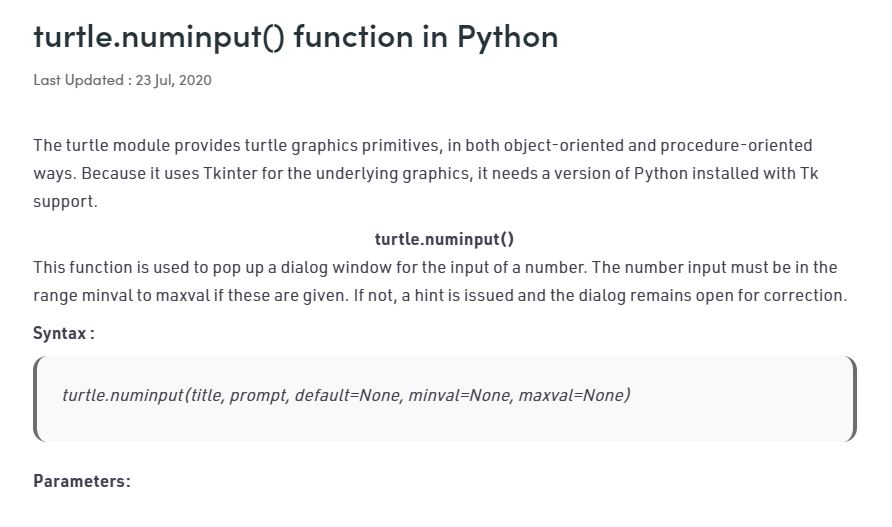 turtle.numinput() function in Python
Last Updated : 23 Jul, 2020
The turtle module provides turtle graphics primitives, in both object-oriented and procedure-oriented
ways. Because it uses Tkinter for the underlying graphics, it needs a version of Python installed with Tk
support.
turtle.numinput()
This function is used to pop up a dialog window for the input of a number. The number input must be in the
range minval to maxval if these are given. If not, a hint is issued and the dialog remains open for correction.
Syntax :
turtle.numinput(title, prompt, default=None, minval=None, maxval=None)
Parameters: